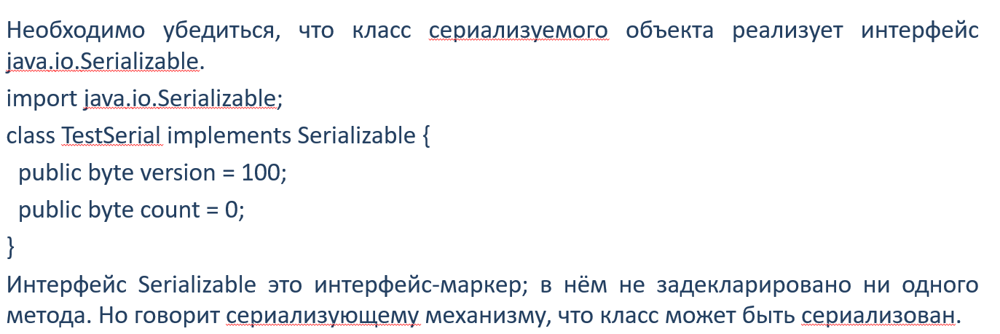 Необходимо убедиться, что класс сериализуемого объекта реализует интерфейс
java.io.Serializable.
import java.io.Serializable;
class TestSerial implements Serializable {
  public byte version = 100;
  public byte count = 0;
}
Интерфейс Serializable это интерфейс-маркер; в нём не задекларировано ни одного
метода. Но говорит сериализующему механизму, что класс может быть сериализован.